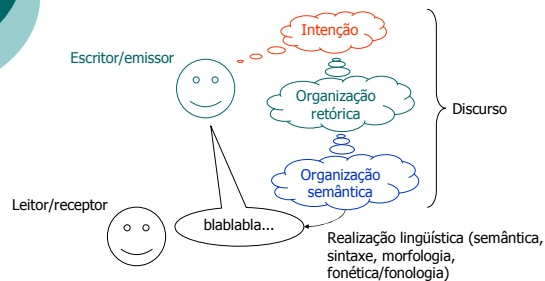 Intenção
Escritor/emissor
Organização
retórica
Discurso
Organização
semântica
Leitor/receptor
blablabla...
Realização lingüística (semântica,
sintaxe, morfologia,
fonética/fonologia)